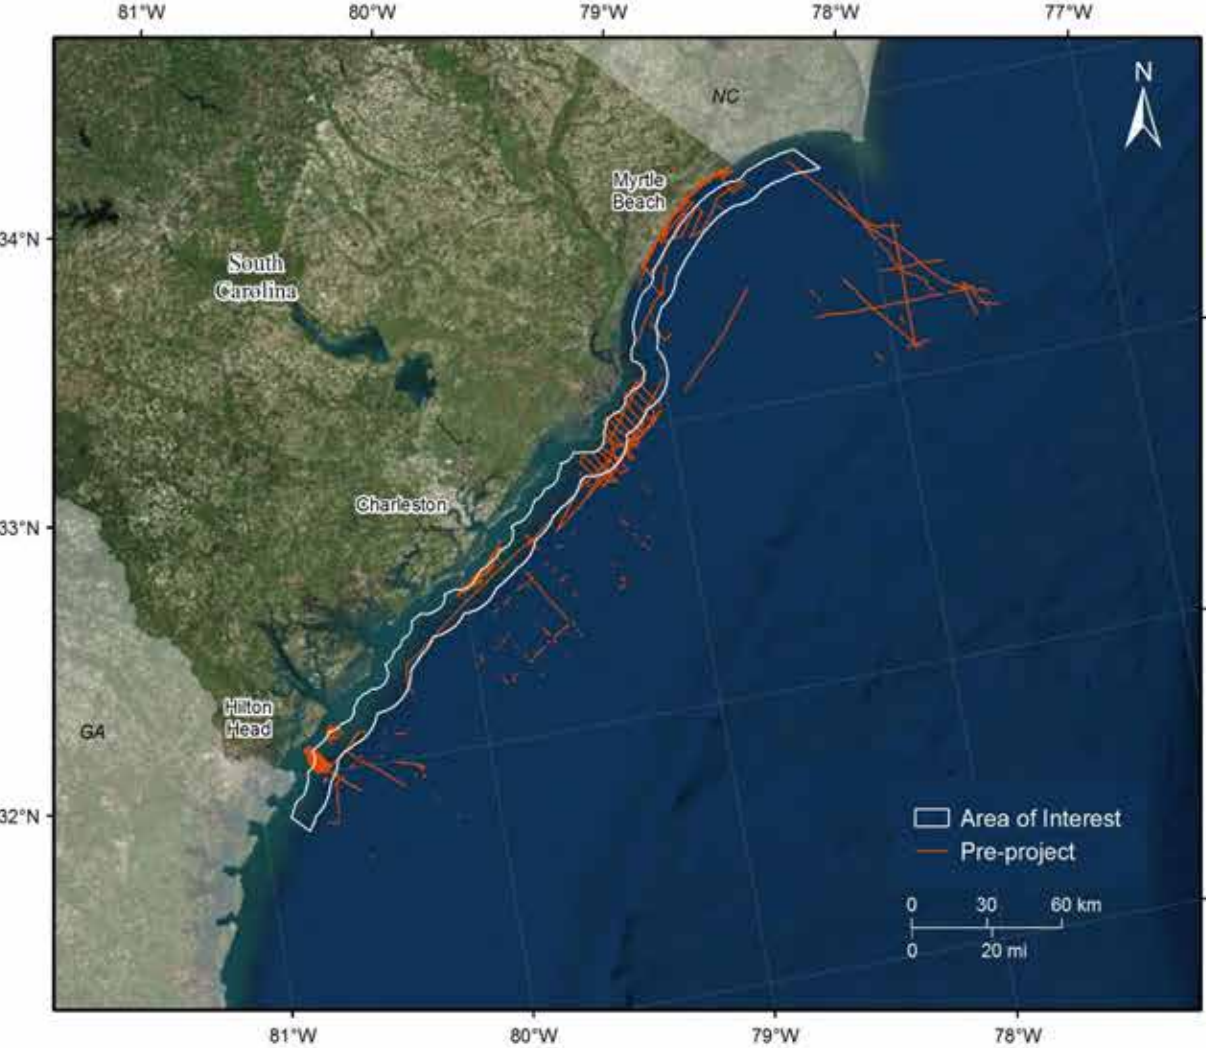 81°W 80°W 79°W 78°W 77°W
N
NC
Myrtle
Beach
34°N
South
Carolina
Charleston
33°N
Hilton
Head
GA
32°N
Area of Interest
Pre-project
0 30 60 km
0 20 mi
81°W 80°W 79°W 78°W